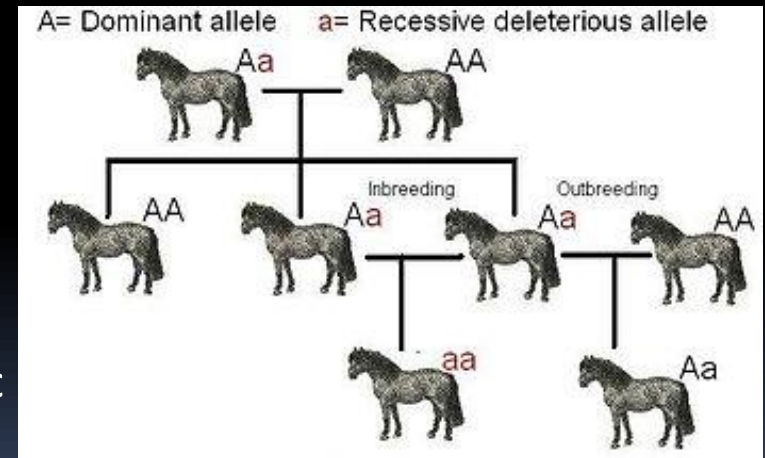 A= Dominant allele a= Recessive deleterious allele
Aa AA
Inbreeding Outbreeding
AA Aa Aa AA
aa Aa